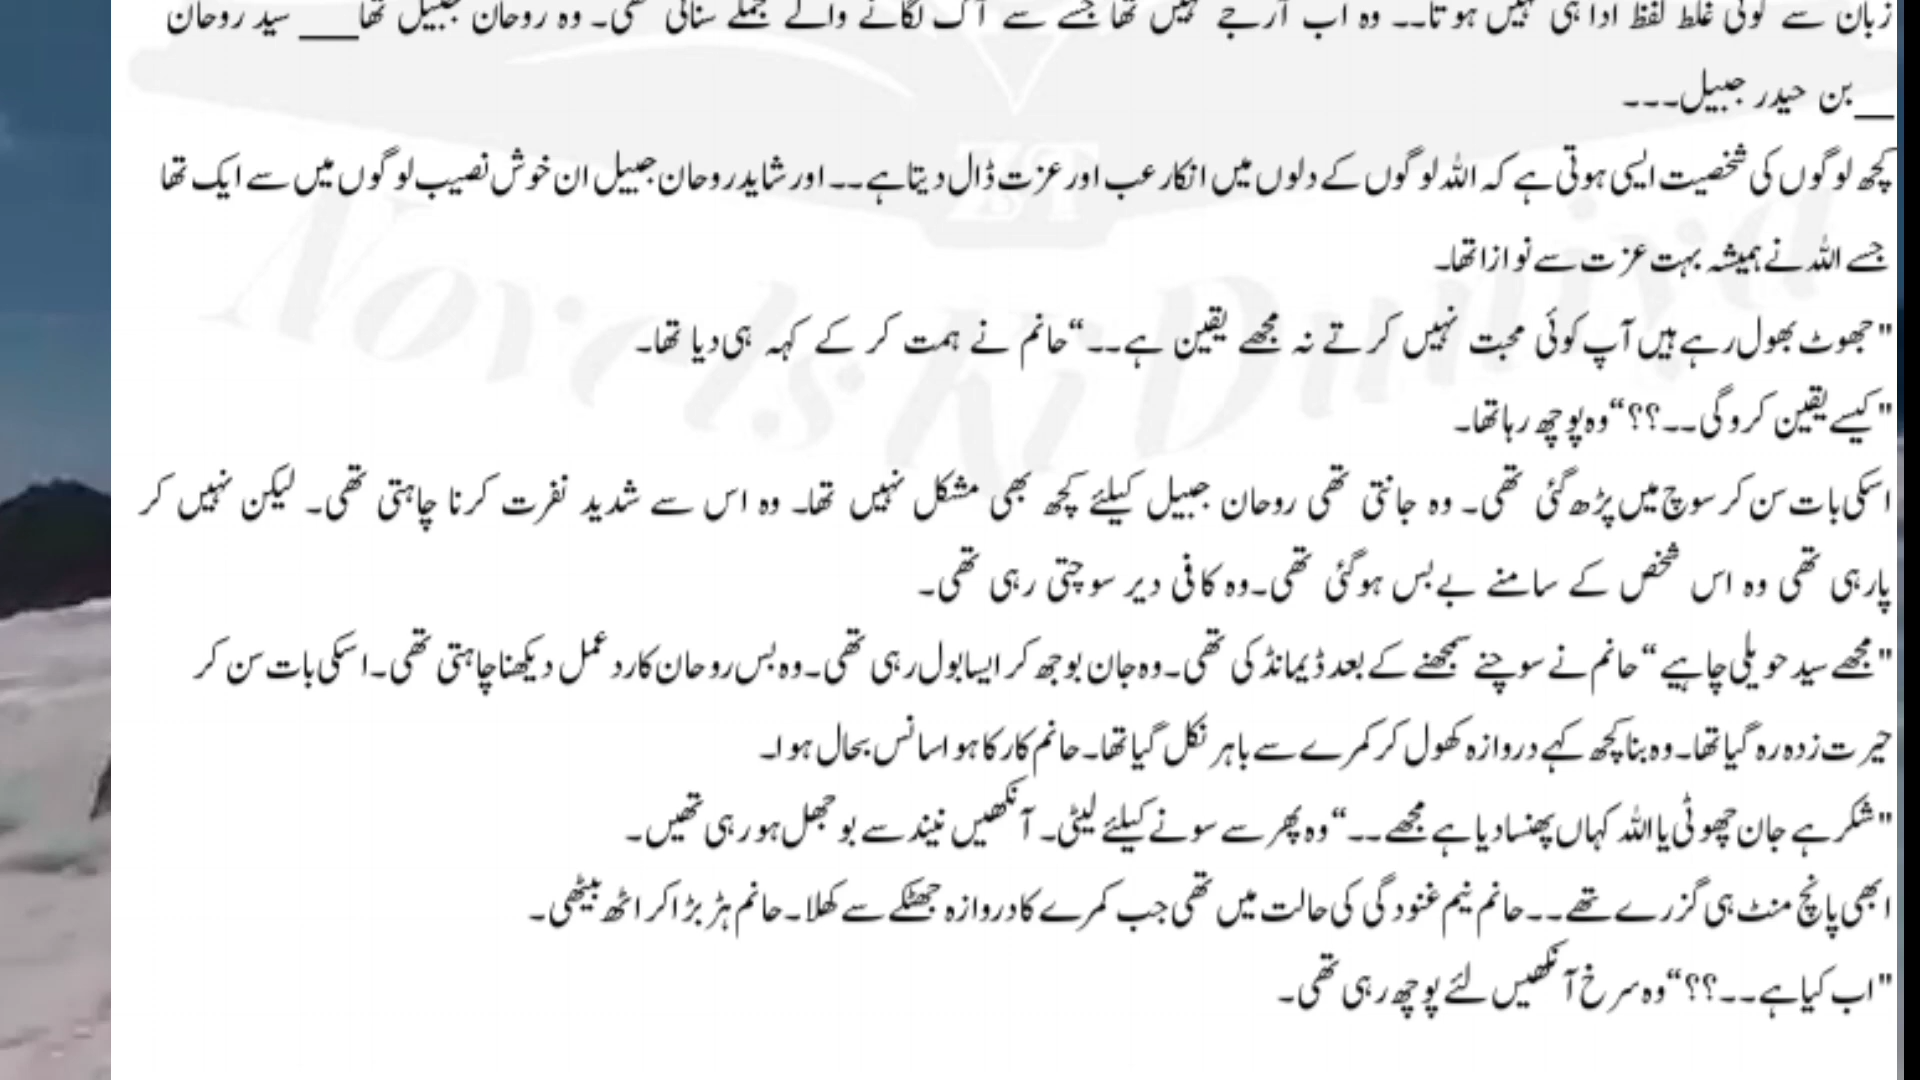 زبان سے کوئی غلط لفظ ادا ہی نہیں ہوتا۔۔ وہ اب آرجے نہیں تھا جسے سے آگ لگانے والے جملے سنائی تھی۔ وہ روحان جبیل تھا___ سید روحان
__بن حیدر جبیل۔۔۔
کچھ لوگوں کی شخصیت ایسی ہوتی ہے کہ اللہ لوگوں کے دلوں میں انکا رعب اور عزت ڈال دیتا ہے۔۔ اور شاید روحان جبیل ان خوش نصیب لوگوں میں سے ایک تھا
جسے اللہ نے ہمیشہ بہت عزت سے نوازا تھا۔
"جھوٹ بھول رہے ہیں آپ کوئی محبت نہیں کرتے نہ مجھے یقین ہے۔۔“ حانم نے ہمت کر کے کہہ ہی دیا تھا۔
"کیسے یقین کرو گی۔۔؟؟“ وہ پوچھ رہا تھا۔
اسکی بات سن کر سوچ میں پڑھ گئی تھی۔ وہ جانتی تھی روحان جبیل کیلئے کچھ بھی مشکل نہیں تھا۔ وہ اس سے شدید نفرت کرنا چاہتی تھی۔ لیکن نہیں کر
پارہی تھی وہ اس شخص کے سامنے بے بس ہوگئی تھی۔وہ کافی دیر سوچتی رہی تھی۔
"مجھے سید حویلی چاہیے“ حانم نے سوچنے سمجھنے کے بعد ڈیمانڈ کی تھی۔وہ جان بوجھ کر ایسا بول رہی تھی۔وہ بس روحان کا رد عمل دیکھنا چاہتی تھی۔اسکی بات سن کر
حیرت زدہ رہ گیا تھا۔وہ بنا کچھ کہے دروازہ کھول کر کمرے سے باہر نکل گیا تھا۔حانم کا رکا ہوا سانس بحال ہوا۔
"شکر ہے جان چھوٹی یا اللہ کہاں پھنسا دیا ہے مجھے۔۔“ وہ پھر سے سونے کیلئے لیٹی۔ آنکھیں نیند سے بوجھل ہو رہی تھیں۔
ابھی پانچ منٹ ہی گزرے تھے۔۔حانم نیم غنودگی کی حالت میں تھی جب کمرے کا دروازہ جھٹکے سے کھلا۔حانم ہڑبڑا کر اٹھ بیٹھی۔
"اب کیا ہے۔۔؟؟“ وہ سرخ آنکھیں لئے پوچھ رہی تھی۔
Novels Ki Duniya